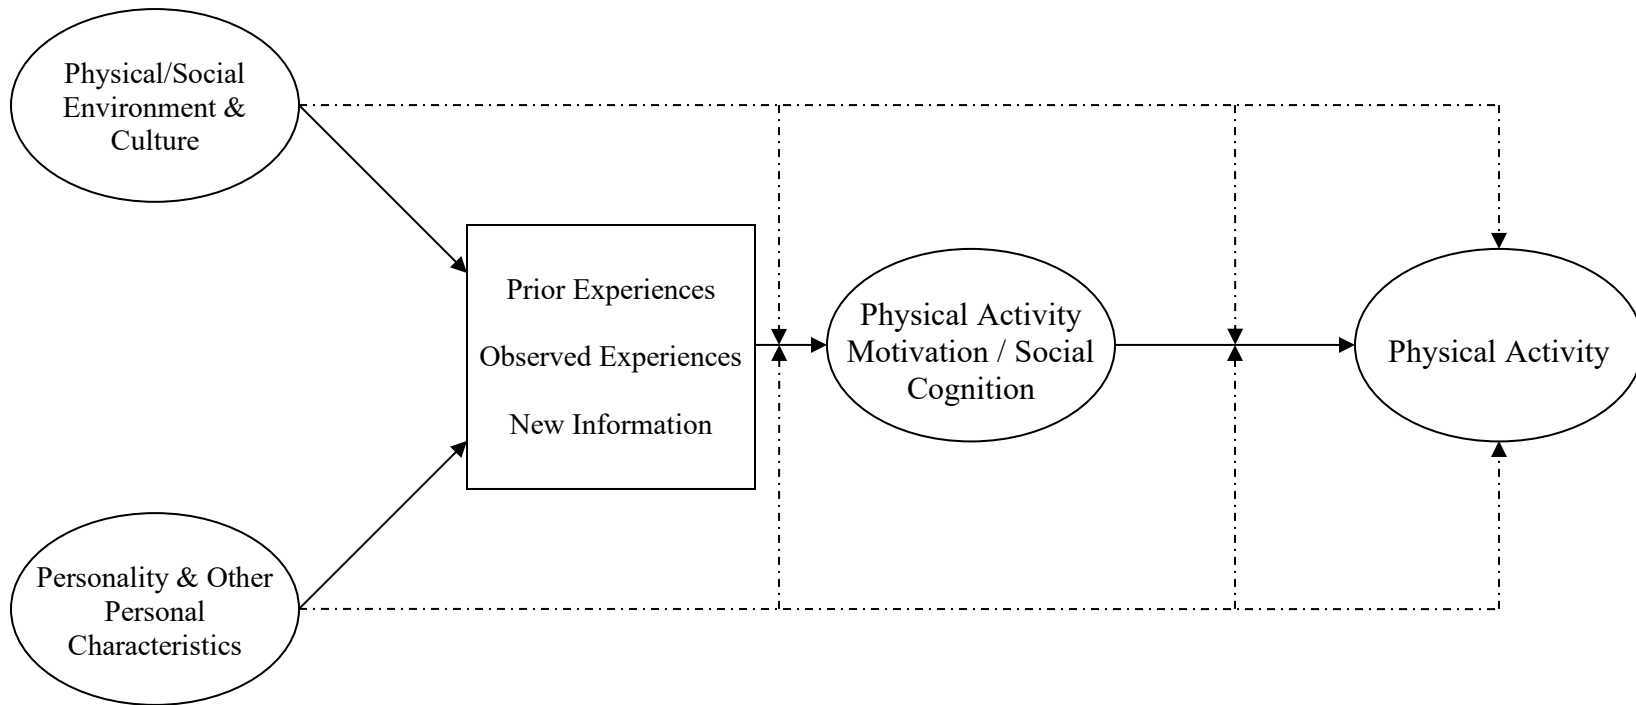 Physical/Social
Environment &
Culture
Prior Experiences
Observed Experiences
New Information
Physical Activity
Motivation / Social
Cognition
Physical Activity
Personality & Other
Personal
Characteristics